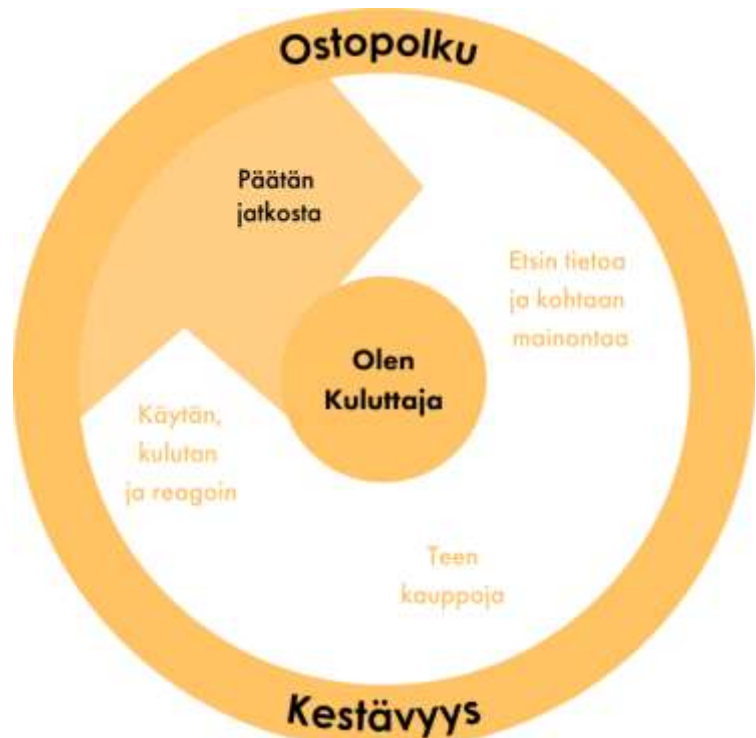 Ostopolku
Päätän
jatkosta
Etsin tietoa
ja kohtaan
mainontaa
Olen
Kuluttaja
Käytän,
kulutan
ja reagoin
Teen
kauppoja
Kestävyys